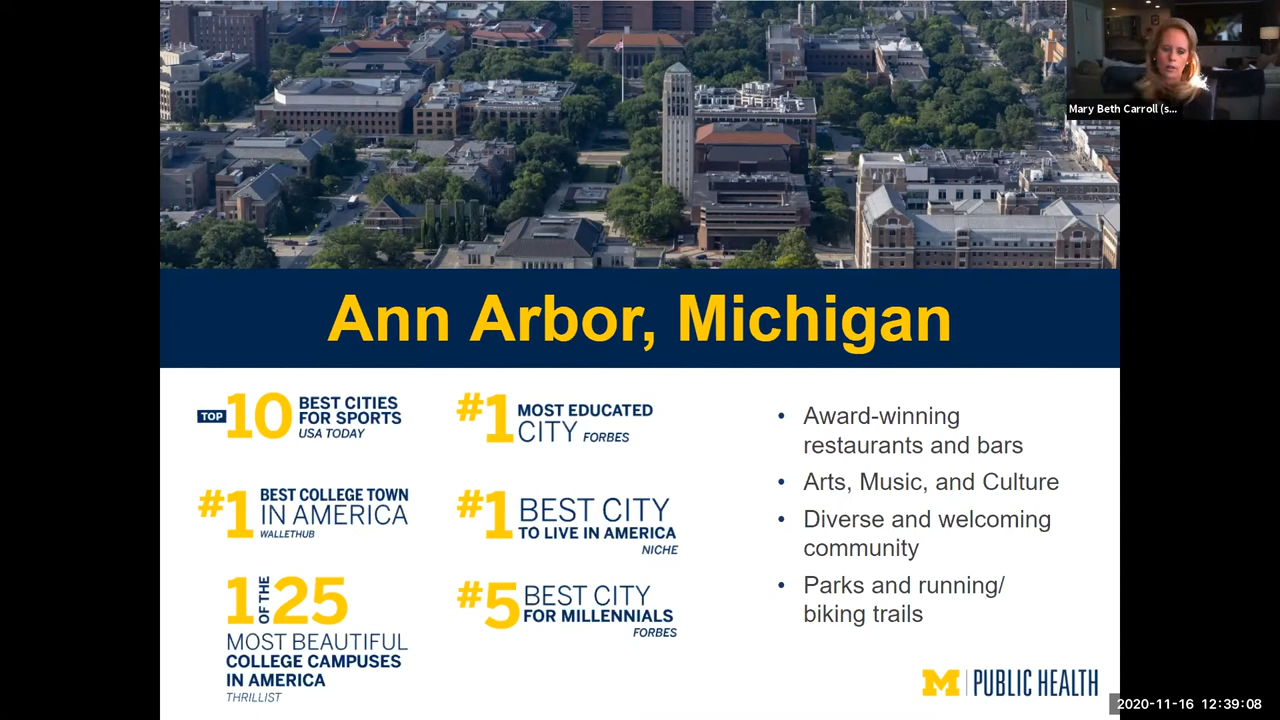 Mary Beth Carroll (s...
Ann Arbor, Michigan
TOP 10 BEST CITIES
FOR SPORTS
USA TODAY
#1 MOST EDUCATED
CITY FORBES
#1 BEST COLLEGE TOWN
IN AMERICA
WALLETHUB
#1 BEST CITY
TO LIVE IN AMERICA
NICHE
1 OF THE 25
MOST BEAUTIFUL
COLLEGE CAMPUSES
IN AMERICA
THRILLIST
#5 BEST CITY
FOR MILLENNIALS
FORBES
• Award-winning
restaurants and bars
• Arts, Music, and Culture
• Diverse and welcoming
community
• Parks and running/
biking trails
M | PUBLIC HEALTH
2020-11-16 12:39:08